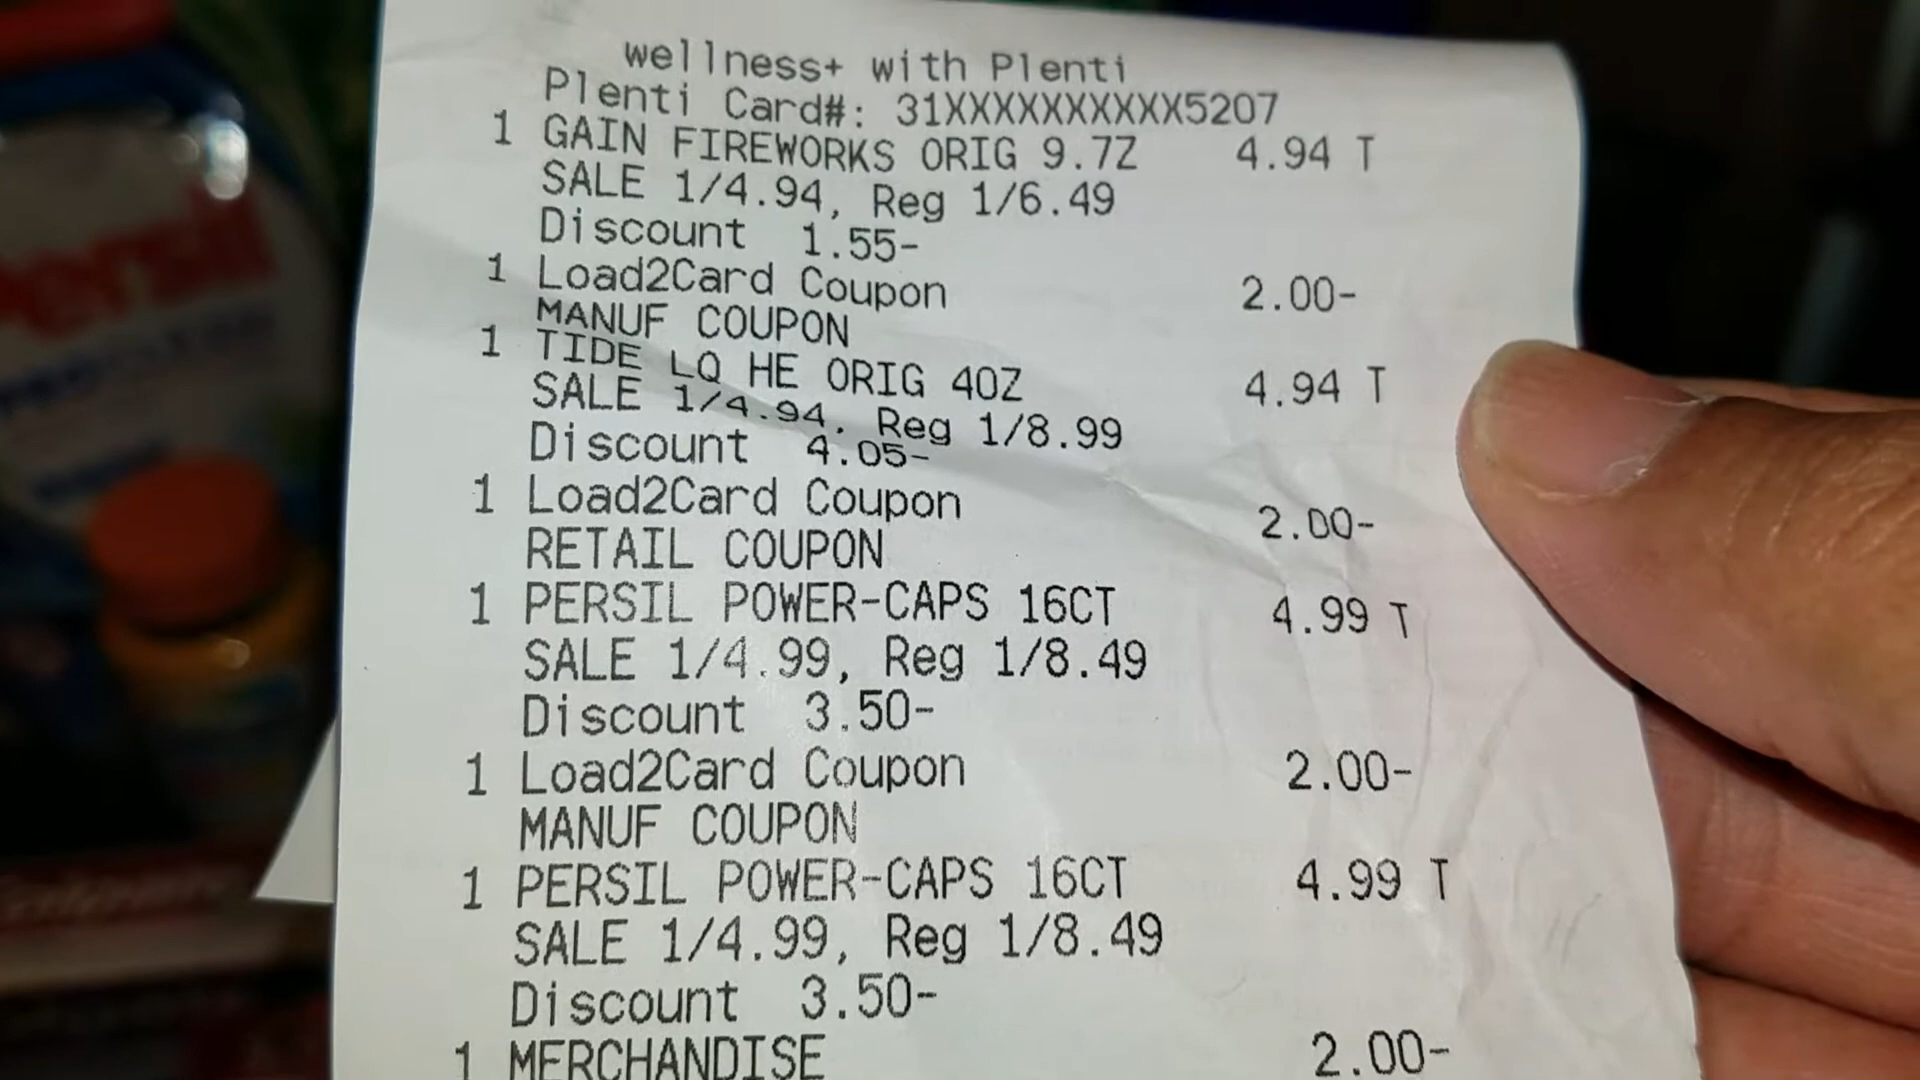 wellness+ with Plenti
Plenti Card#: 31XXXXXXXXXXX5207
1 GAIN FIREWORKS ORIG 9.7Z 4.94 T
SALE 1/4.94, Reg 1/6.49
Discount 1.55-
1 Load2Card Coupon 2.00-
MANUF COUPON
1 TIDE LQ HE ORIG 40Z 4.94 T
SALE 1/4.94, Reg 1/8.99
Discount 4.05-
1 Load2Card Coupon 2.00-
RETAIL COUPON
1 PERSIL POWER-CAPS 16CT 4.99 T
SALE 1/4.99, Reg 1/8.49
Discount 3.50-
1 Load2Card Coupon 2.00-
MANUF COUPON
1 PERSIL POWER-CAPS 16CT 4.99 T
SALE 1/4.99, Reg 1/8.49
Discount 3.50-
1 MERCHANDISE 2.00-